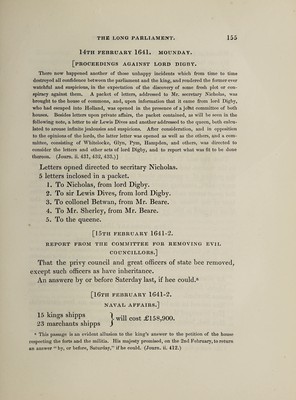 THE LONG PARLIAMENT. 155
14TH FEBRUARY 1641. MOUNDAY.
[PROCEEDINGS AGAINST LORD DIGBY.
There now happened another of those unhappy incidents which from time to time
destroyed all confidence between the parliament and the king, and rendered the former ever
watchful and suspicious, in the expectation of the discovery of some fresh plot or con-
spiracy against them. A packet of letters, addressed to Mr. secretary Nicholas, was
brought to the house of commons, and, upon information that it came from lord Digby,
who had escaped into Holland, was opened in the presence of a joint committee of both
houses. Besides letters upon private affairs, the packet contained, as will be seen in the
following note, a letter to sir Lewis Dives and another addressed to the queen, both calcu-
lated to arouse infinite jealousies and suspicions. After consideration, and in opposition
to the opinions of the lords, the latter letter was opened as well as the others, and a com-
mittee, consisting of Whitelocke, Glyn, Pym, Hampden, and others, was directed to
consider the letters and other acts of lord Digby, and to report what was fit to be done
thereon. (Journ. ii. 431, 432, 433.)]
Letters opued directed to secritary Nicholas.
5 letters inclosed in a packet.
1. To Nicholas, from lord Digby.
2. To sir Lewis Dives, from lord Digby.
3. To collonel Betwan, from Mr. Beare.
4. To Mr. Sherley, from Mr. Beare.
5. To the queene.
[15TH FEBRUARY 1641-2.
REPORT FROM THE COMMITTEE FOR REMOVING EVIL
COUNCILLORS.]
That the privy council and great officers of state bee removed,
except such officers as have inheritance.
An answere by or before Saterday last, if hee could.a
[16TH FEBRUARY 1641-2.
NAVAL AFFAIRS.]
15 kings shipps } will cost £158,900.
23 marchants shipps
a This passage is an evident allusion to the king's answer to the petition of the house
respecting the forts and the militia. His majesty promised, on the 2nd February, to return
an answer "by, or before, Saturday," if he could. (Journ. ii. 412.)